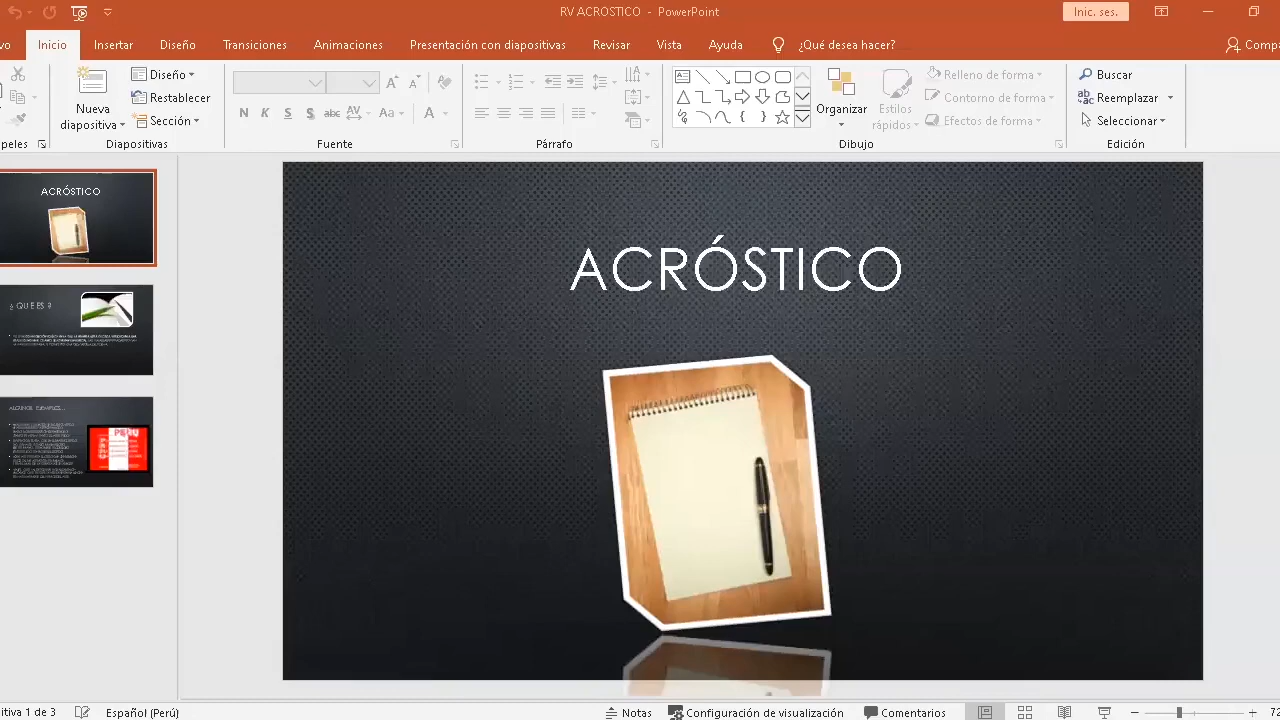 RV ACROSTICO - PowerPoint
Inic. ses.
vo Inicio Insertar Diseño Transiciones Animaciones Presentación con diapositivas Revisar Vista Ayuda ¿Qué desea hacer? Compa
Nueva diapositiva
Diseño
Restablecer
Sección
N K S S abc AV Aa A
Organizar
Estilos rápidos
Relleno de forma
Contorno de forma
Efectos de forma
Buscar
Reemplazar
Seleccionar
peles Diapositivas Fuente Párrafo Dibujo Edición
ACRÓSTICO
¿ QUE ES ?
ALGUNOS EJEMPLOS...
PERU
ACRÓSTICO
itiva 1 de 3 Español (Perú) Notas Configuración de visualización Comentarios 72